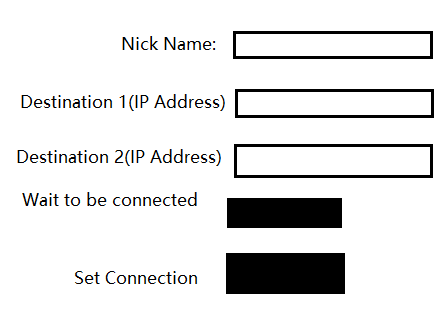 Nick Name:
Destination 1(IP Address)
Destination 2(IP Address)
Wait to be connected
Set Connection